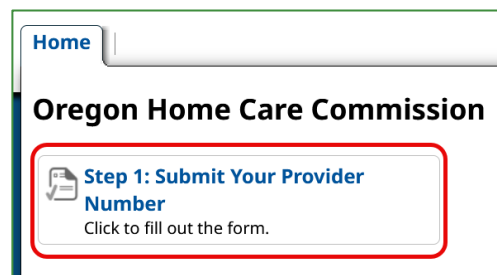 Home
Oregon Home Care Commission
Step 1: Submit Your Provider
Number
Click to fill out the form.